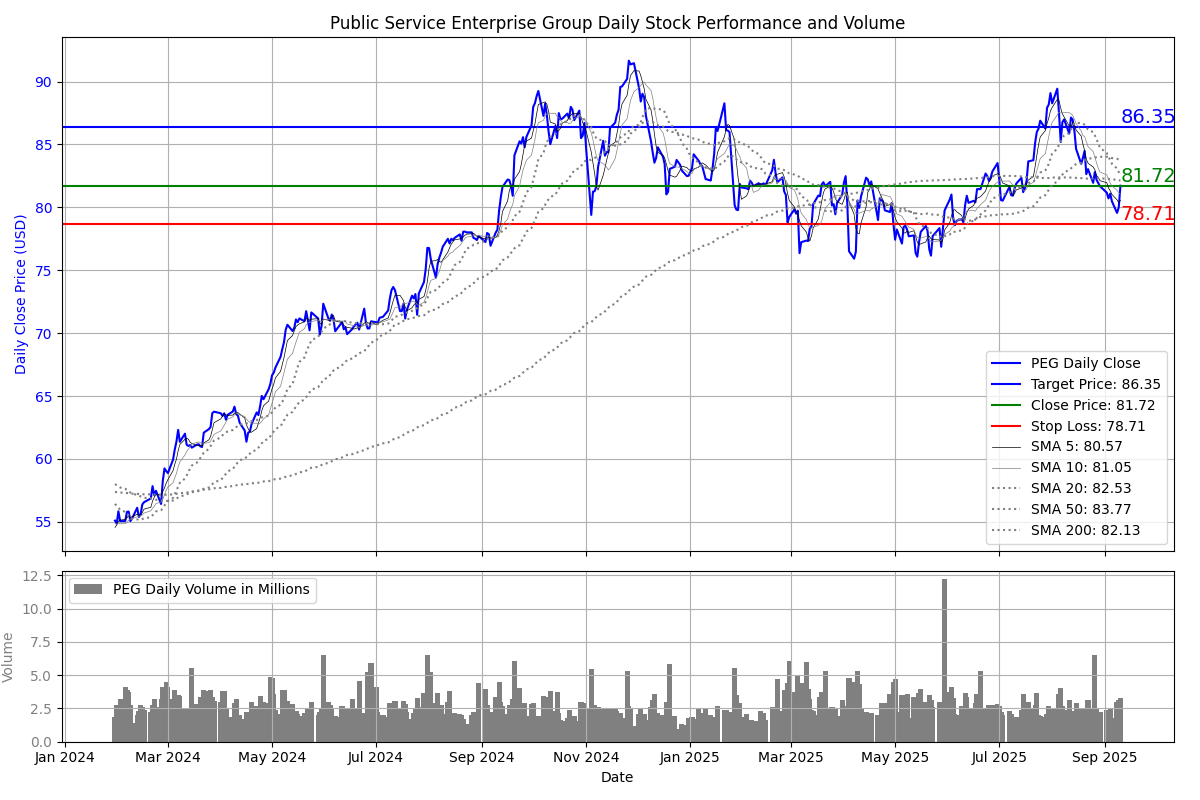 Public Service Enterprise Group Daily Stock Performance and Volume
Daily Close Price (USD)
90
85
80
75
70
65
60
55
86.35
81.72
78.71
PEG Daily Close
Target Price: 86.35
Close Price: 81.72
Stop Loss: 78.71
SMA 5: 80.57
SMA 10: 81.05
SMA 20: 82.53
SMA 50: 83.77
SMA 200: 82.13
Volume
12.5
10.0
7.5
5.0
2.5
0.0
PEG Daily Volume in Millions
Jan 2024 Mar 2024 May 2024 Jul 2024 Sep 2024 Nov 2024 Jan 2025 Mar 2025 May 2025 Jul 2025 Sep 2025
Date